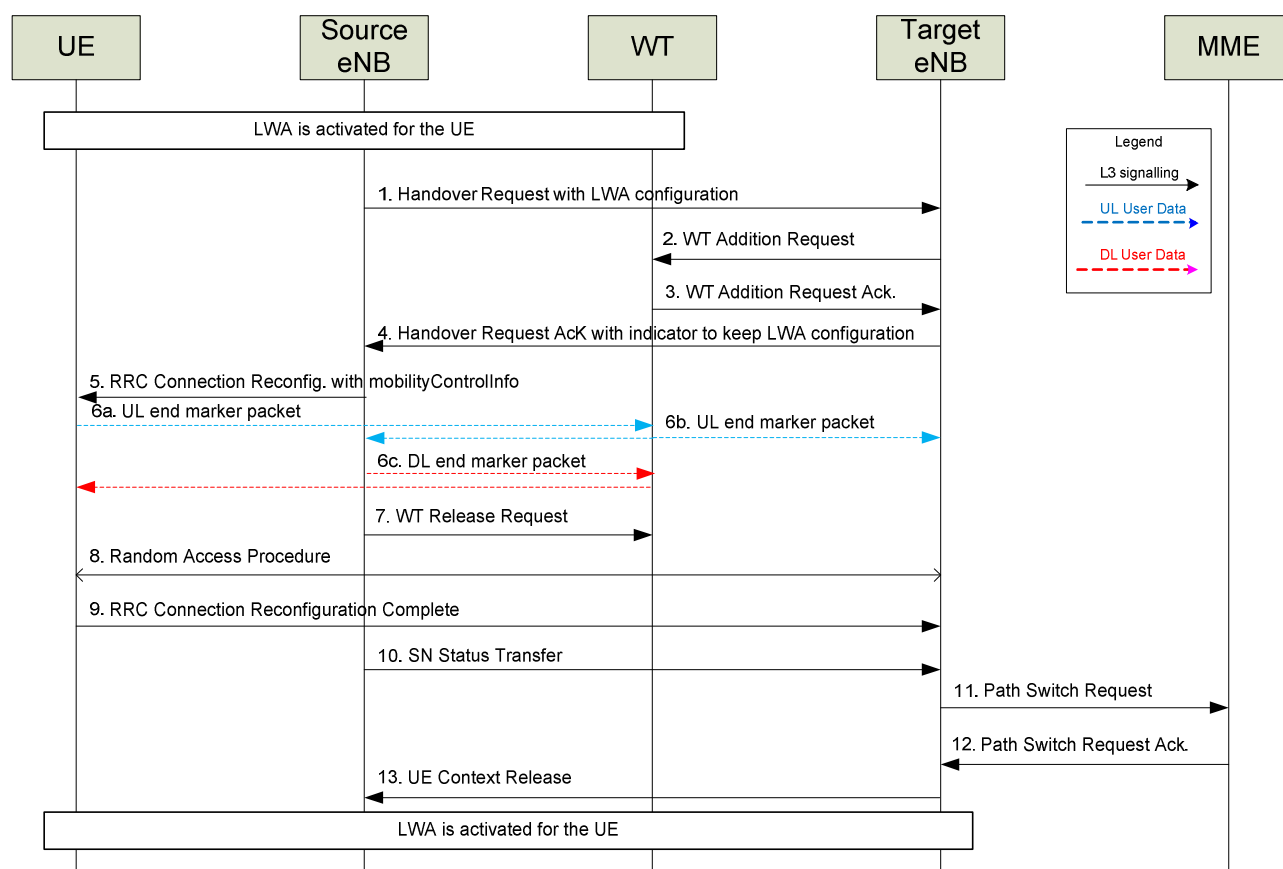 UE
Source
eNB
WT
Target
eNB
MME
LWA is activated for the UE
Legend
L3 signalling
UL User Data
DL User Data
1. Handover Request with LWA configuration
2. WT Addition Request
3. WT Addition Request Ack.
4. Handover Request AcK with indicator to keep LWA configuration
5. RRC Connection Reconfig. with mobilityControlInfo
6a. UL end marker packet
6b. UL end marker packet
6c. DL end marker packet
7. WT Release Request
8. Random Access Procedure
9. RRC Connection Reconfiguration Complete
10. SN Status Transfer
11. Path Switch Request
12. Path Switch Request Ack.
13. UE Context Release
LWA is activated for the UE